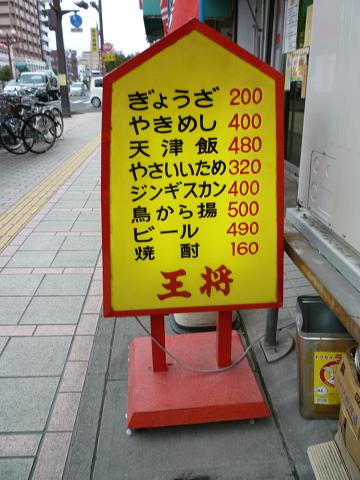 ぎょうざ 200
やきめし 400
天津飯 480
やさいいため 320
ジンギスカン 400
鳥から揚 500
ビール 490
焼酎 160
王将